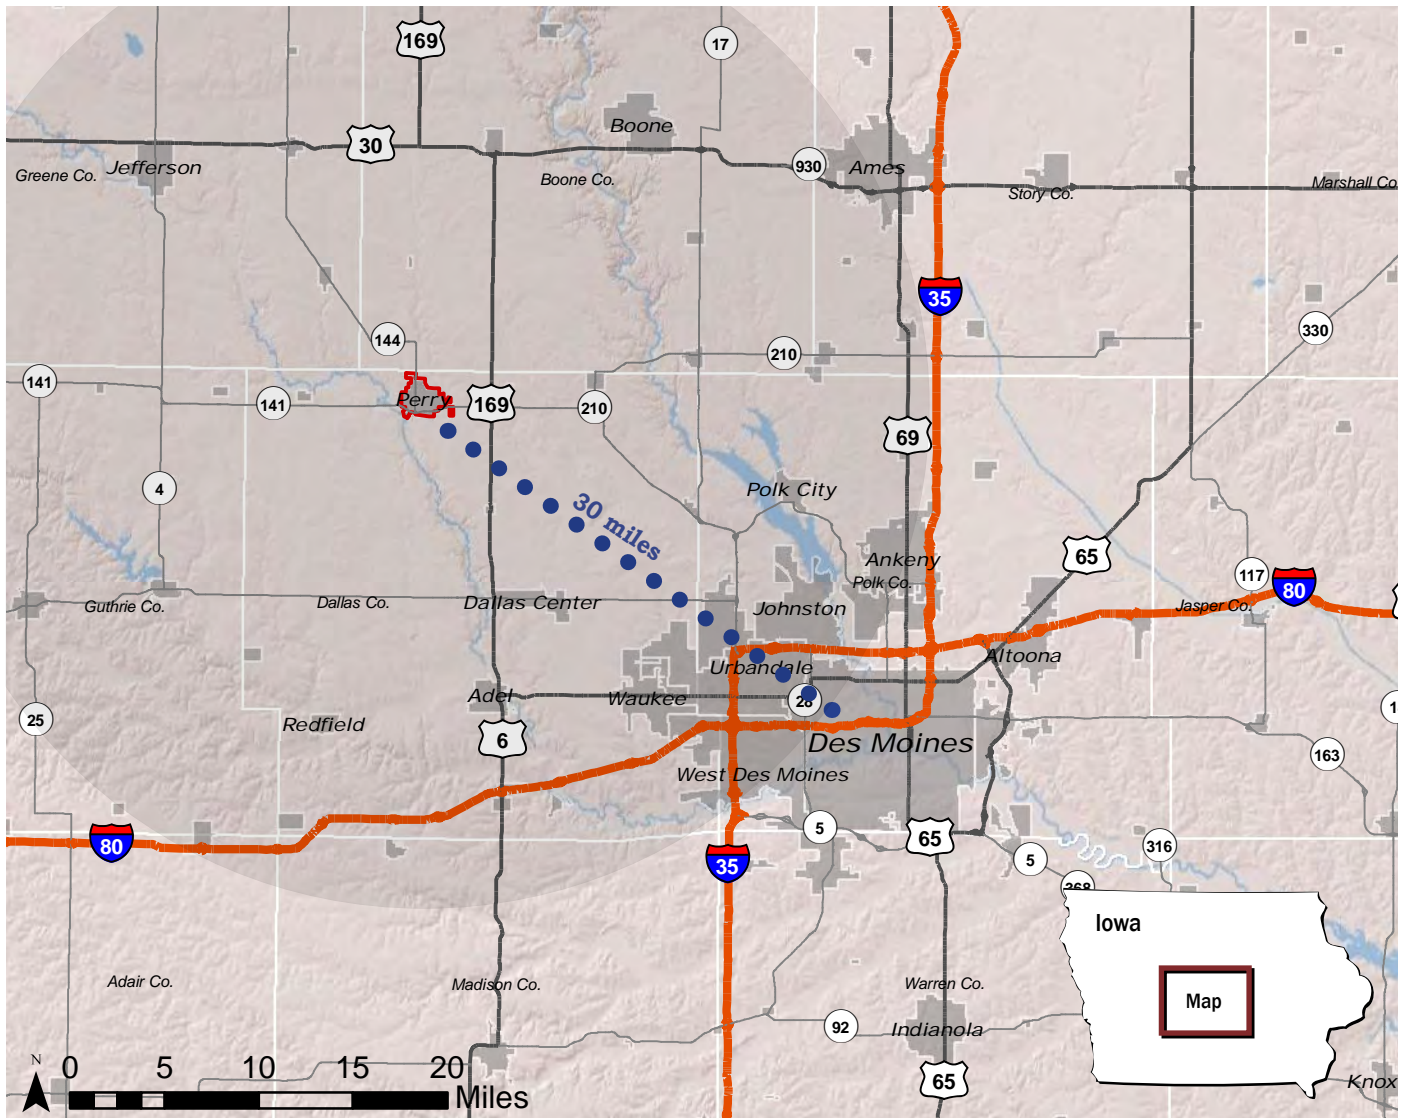 169
17
Boone
30
930
Ames
Jefferson
Greene Co.
Boone Co.
Story Co.
Marshall Co
35
330
144
210
141
141
Perry
169
210
69
4
Polk City
30 miles
65
Ankeny
Polk Co.
117
80
Guthrie Co.
Dallas Co.
Dallas Center
Johnston
Jasper Co.
Altoona
Urbandale
Adel
Waukee
28
25
Redfield
1
6
Des Moines
163
West Des Moines
80
5
65
5
316
35
268
Iowa
Adair Co.
Madison Co.
Warren Co.
Map
92
Indianola
N
0 5 10 15 20
Miles
65
Knox